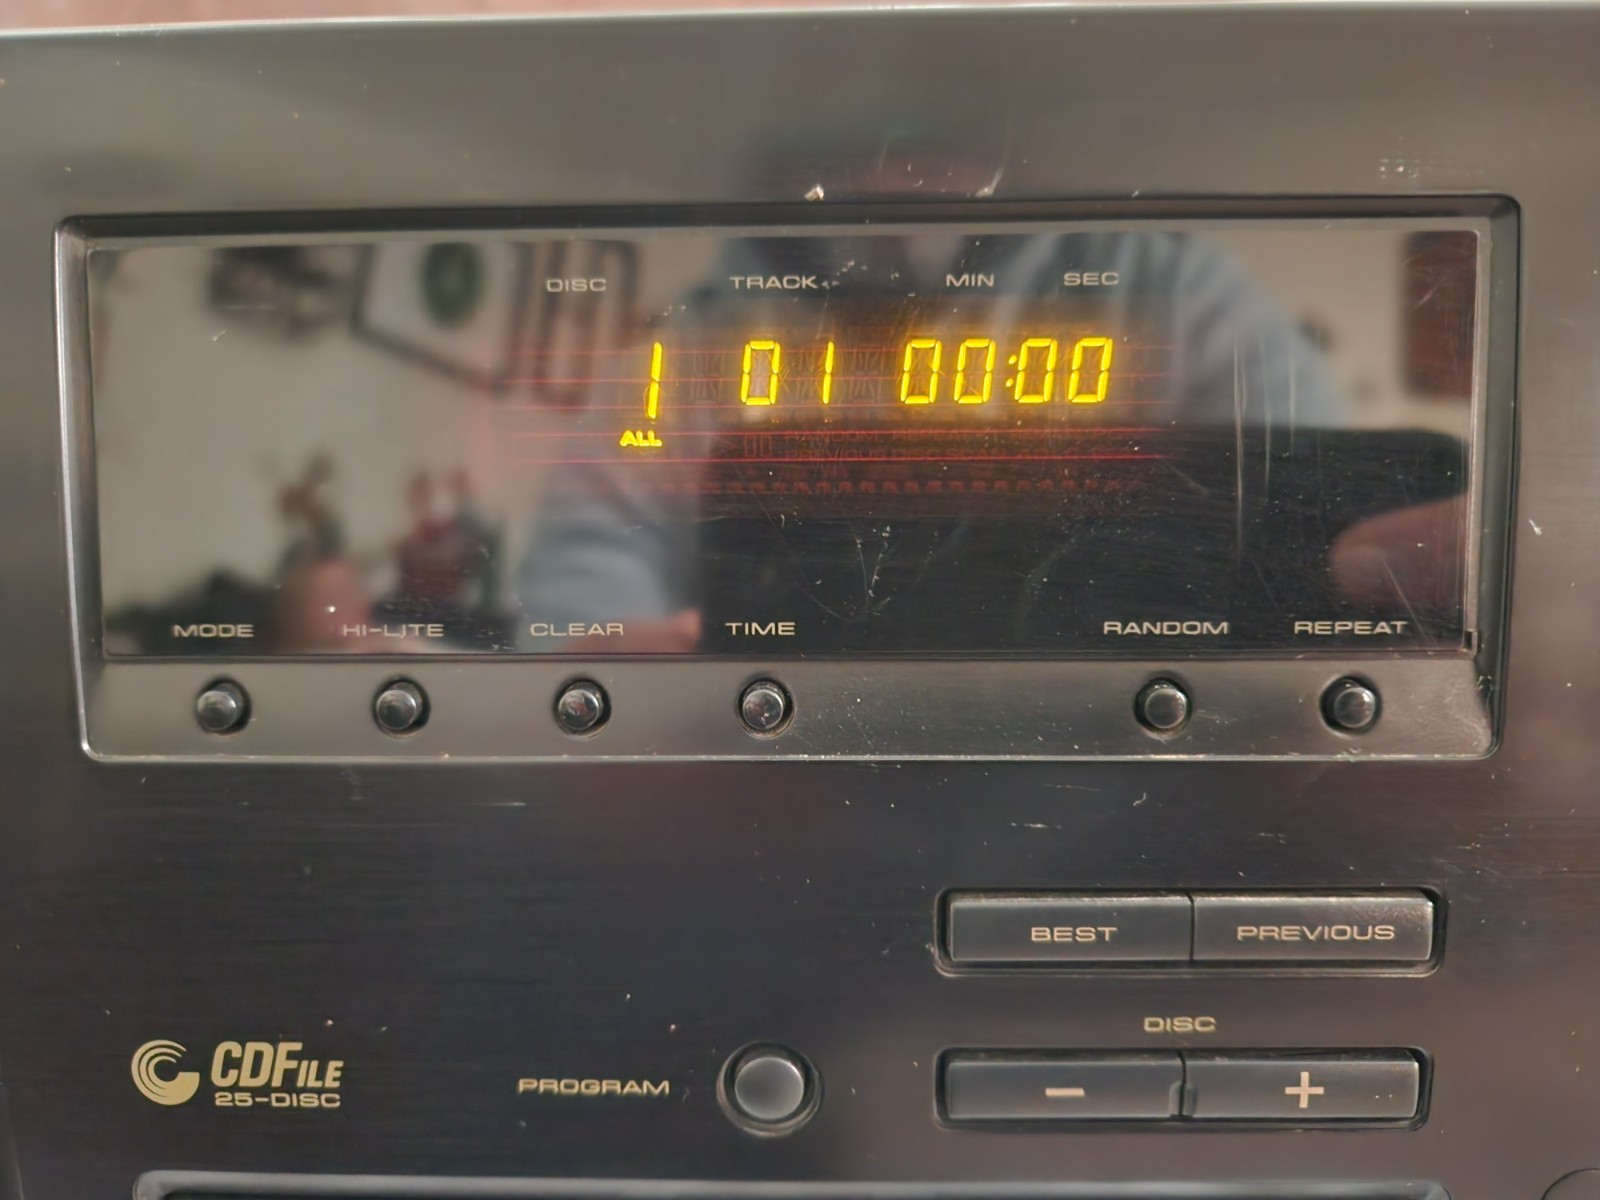 DISC TRACK MIN SEC
1 01 00:00
ALL
MODE HI-LITE CLEAR TIME RANDOM REPEAT
BEST PREVIOUS
DISC
CDFILE
25-DISC
PROGRAM
- +